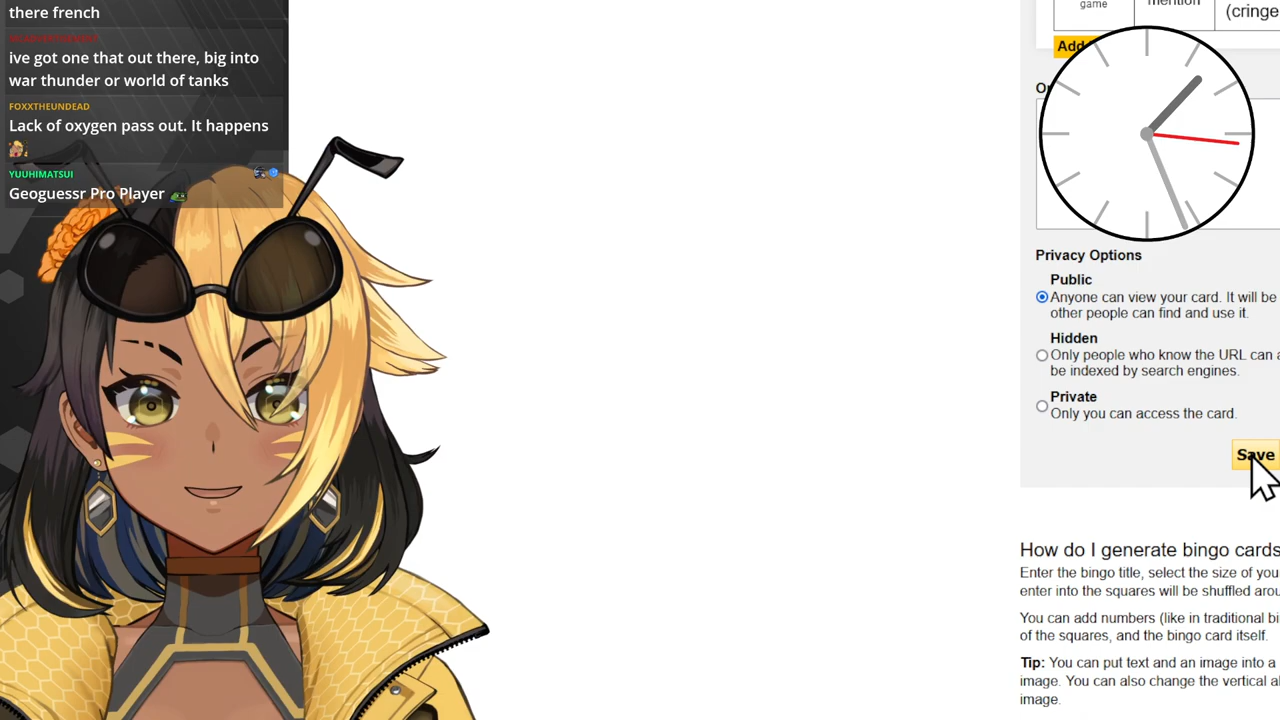 there french
ive got one that out there, big into
war thunder or world of tanks
FOXXTHEUNDEAD
Lack of oxygen pass out. It happens
YUUHIMATSUI
Geoguessr Pro Player
game
mention
(cringe
Add
Privacy Options
Public
Anyone can view your card. It will be
other people can find and use it.
Hidden
Only people who know the URL can a
be indexed by search engines.
Private
Only you can access the card.
Save
How do I generate bingo cards
Enter the bingo title, select the size of you
enter into the squares will be shuffled arou
You can add numbers (like in traditional bi
of the squares, and the bingo card itself.
Tip: You can put text and an image into a
image. You can also change the vertical al
image.